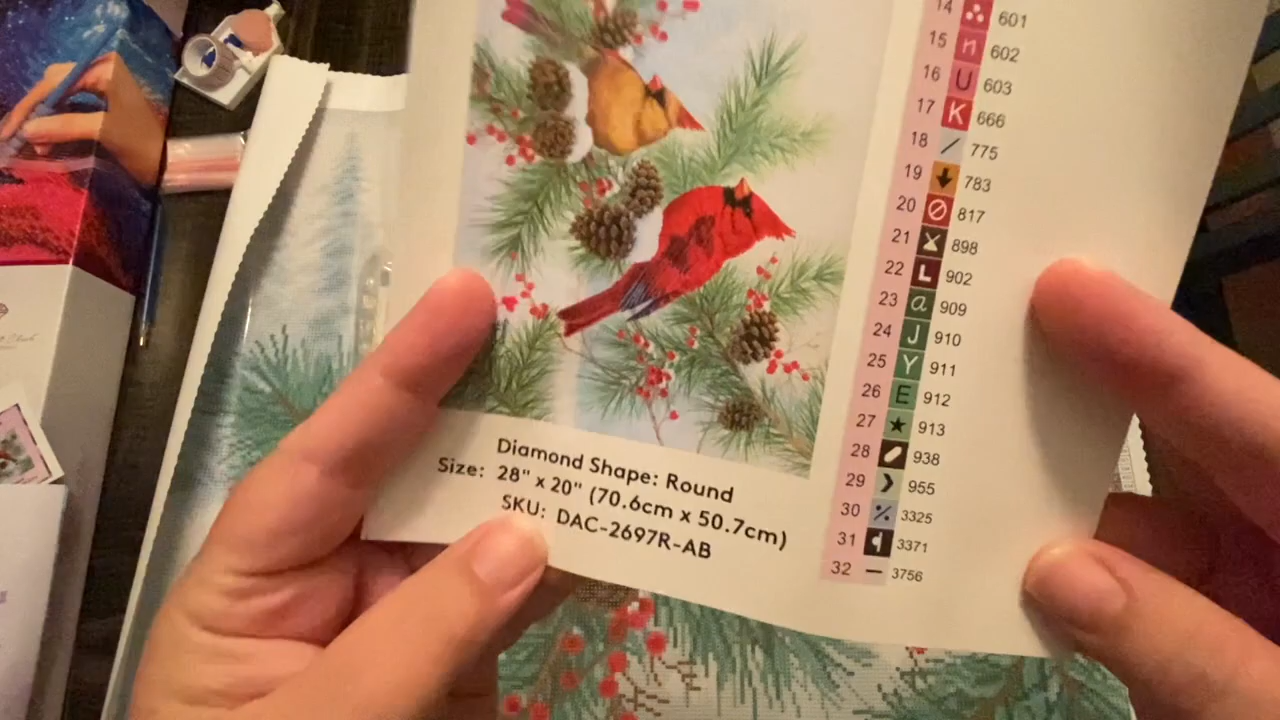 14 601
15 n 602
16 U 603
17 K 666
18 / 775
19 783
20 817
21 898
22 L 902
23 a 909
24 J 910
25 Y 911
26 E 912
27 ★ 913
28 938
29 955
30 % 3325
31 3371
32 — 3756
Diamond Shape: Round
Size: 28" x 20" (70.6cm x 50.7cm)
SKU: DAC-2697R-AB